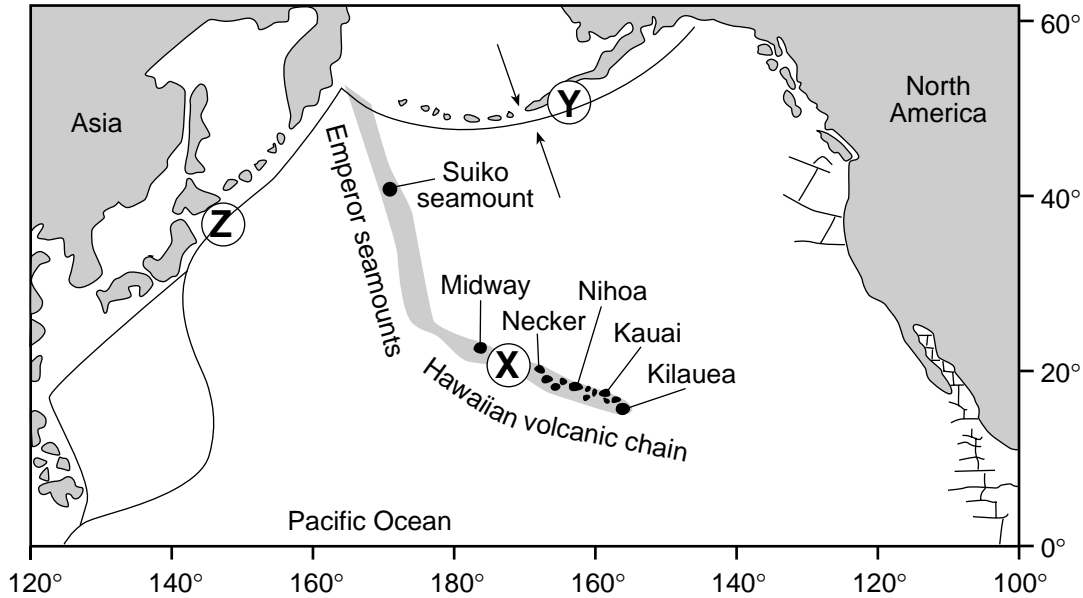 60°
North
America
Asia
Y
Suiko
seamount
40°
Z
Emperor seamounts
Midway
Nihoa
Necker
Kauai
X
Kilauea
20°
Hawaiian volcanic chain
Pacific Ocean
0°
120°
140°
160°
180°
160°
140°
120°
100°